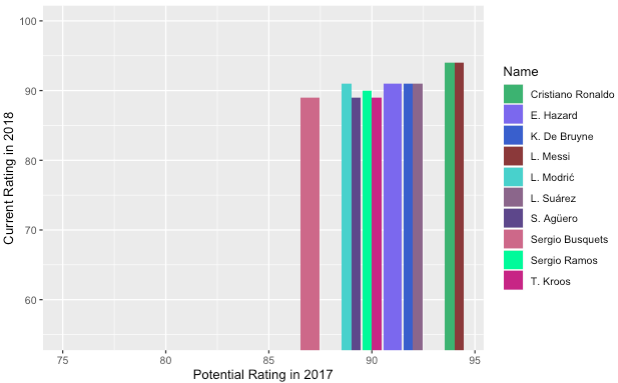 100
90
80
70
60
Current Rating in 2018
75
80
85
90
95
Potential Rating in 2017
Name
Cristiano Ronaldo
E. Hazard
K. De Bruyne
L. Messi
L. Modrić
L. Suárez
S. Agüero
Sergio Busquets
Sergio Ramos
T. Kroos